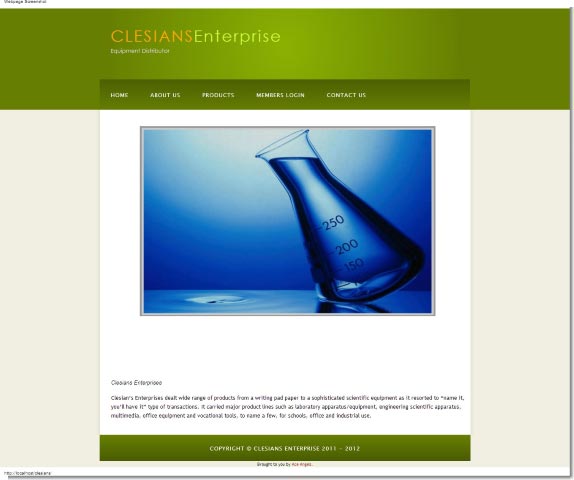 Webpage Screenshot
CLESIANSEnterprise
Equipment Distributor
HOME ABOUT US PRODUCTS MEMBERS LOGIN CONTACT US
250
200
150
Clesians Enterprises
Clesian's Enterprises dealt wide range of products from a writing pad paper to a sophisticated scientific equipment as it resorted to "name it,
you'll have it" type of transactions. It carried major product lines such as laboratory apparatus/equipment, engineering scientific apparatus,
multimedia, office equipment and vocational tools, to name a few, for schools, office and industrial use.
COPYRIGHT © CLESIANS ENTERPRISE 2011 - 2012
Brought to you by Ace Angels.
http://localhost/clesians/